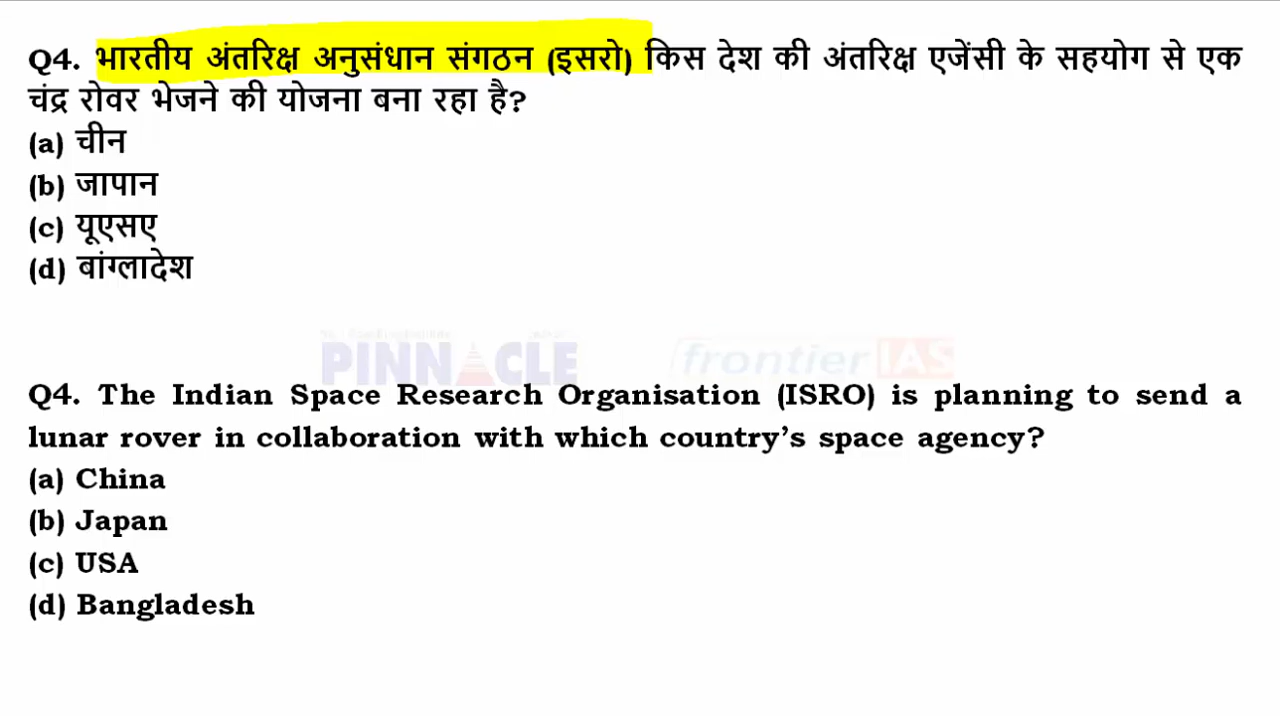 Q4. भारतीय अंतरिक्ष अनुसंधान संगठन (इसरो) किस देश की अंतरिक्ष एजेंसी के सहयोग से एक
चंद्र रोवर भेजने की योजना बना रहा है?
(a) चीन
(b) जापान
(c) यूएसए
(d) बांग्लादेश
PINNACLE frontier IAS
Q4. The Indian Space Research Organisation (ISRO) is planning to send a
lunar rover in collaboration with which country's space agency?
(a) China
(b) Japan
(c) USA
(d) Bangladesh